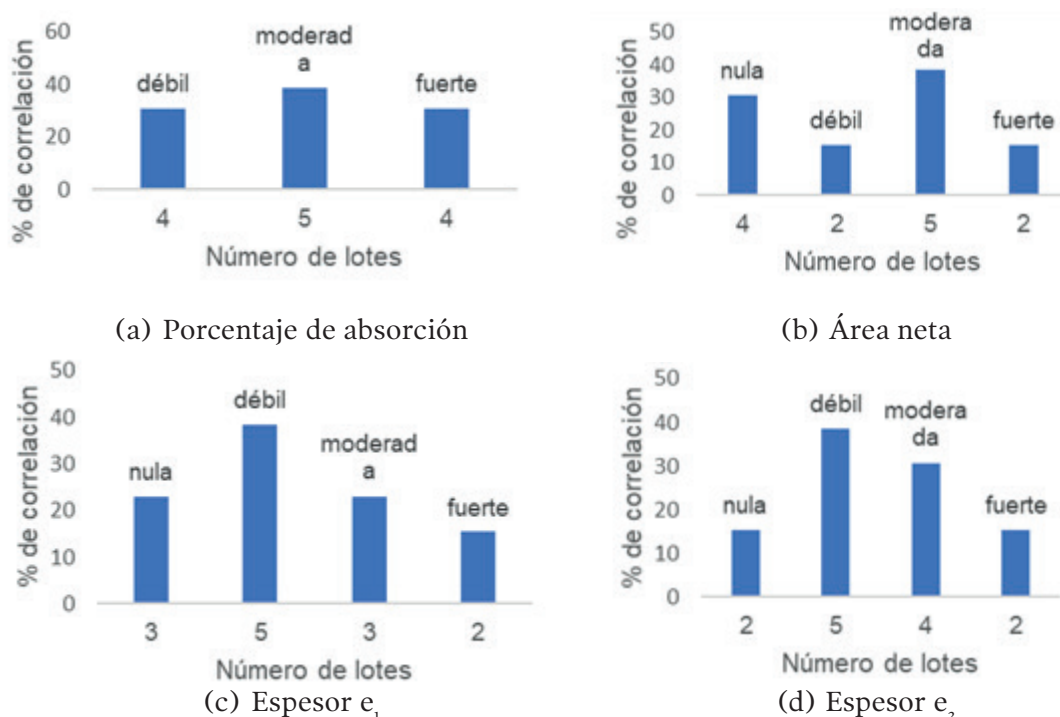 % de correlación
60
40
20
0
débil
moderad
a
fuerte
4
5
4
Número de lotes
(a) Porcentaje de absorción
% de correlación
50
40
30
20
10
0
nula
débil
modera
da
fuerte
4
2
5
2
Número de lotes
(b) Área neta
% de correlación
50
40
30
20
10
0
nula
débil
moderad
a
fuerte
3
5
3
2
Número de lotes
(c) Espesor e₁
% de correlación
50
40
30
20
10
0
nula
débil
modera
da
fuerte
2
5
4
2
Número de lotes
(d) Espesor e